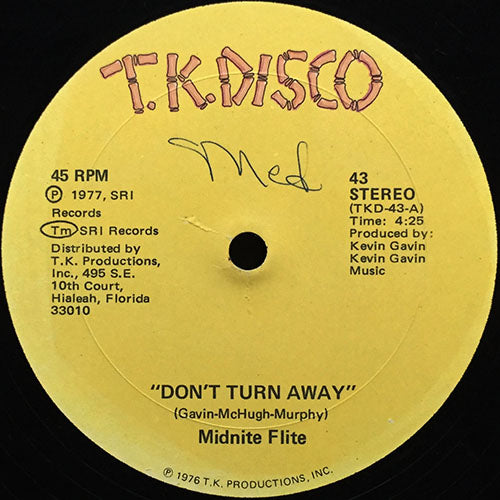 T.K.DISCO
Med
45 RPM
Ⓟ 1977, SRI
Records
Tm SRI Records
Distributed by
T.K. Productions,
Inc., 495 S.E.
10th Court,
Hialeah, Florida
33010
43
STEREO
(TKD-43-A)
Time: 4:25
Produced by:
Kevin Gavin
Kevin Gavin
Music
"DON'T TURN AWAY"
(Gavin-McHugh-Murphy)
Midnite Flite
Ⓟ 1976 T.K. PRODUCTIONS, INC.